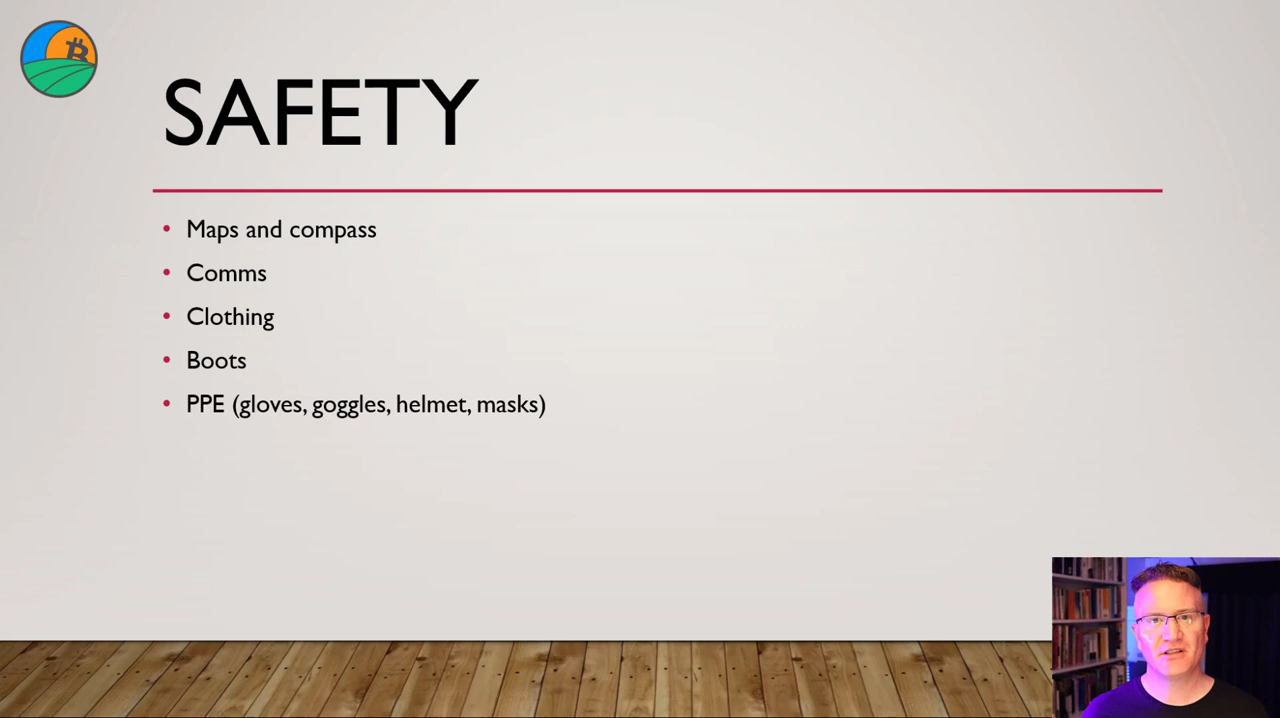 SAFETY
• Maps and compass
• Comms
• Clothing
• Boots
• PPE (gloves, goggles, helmet, masks)